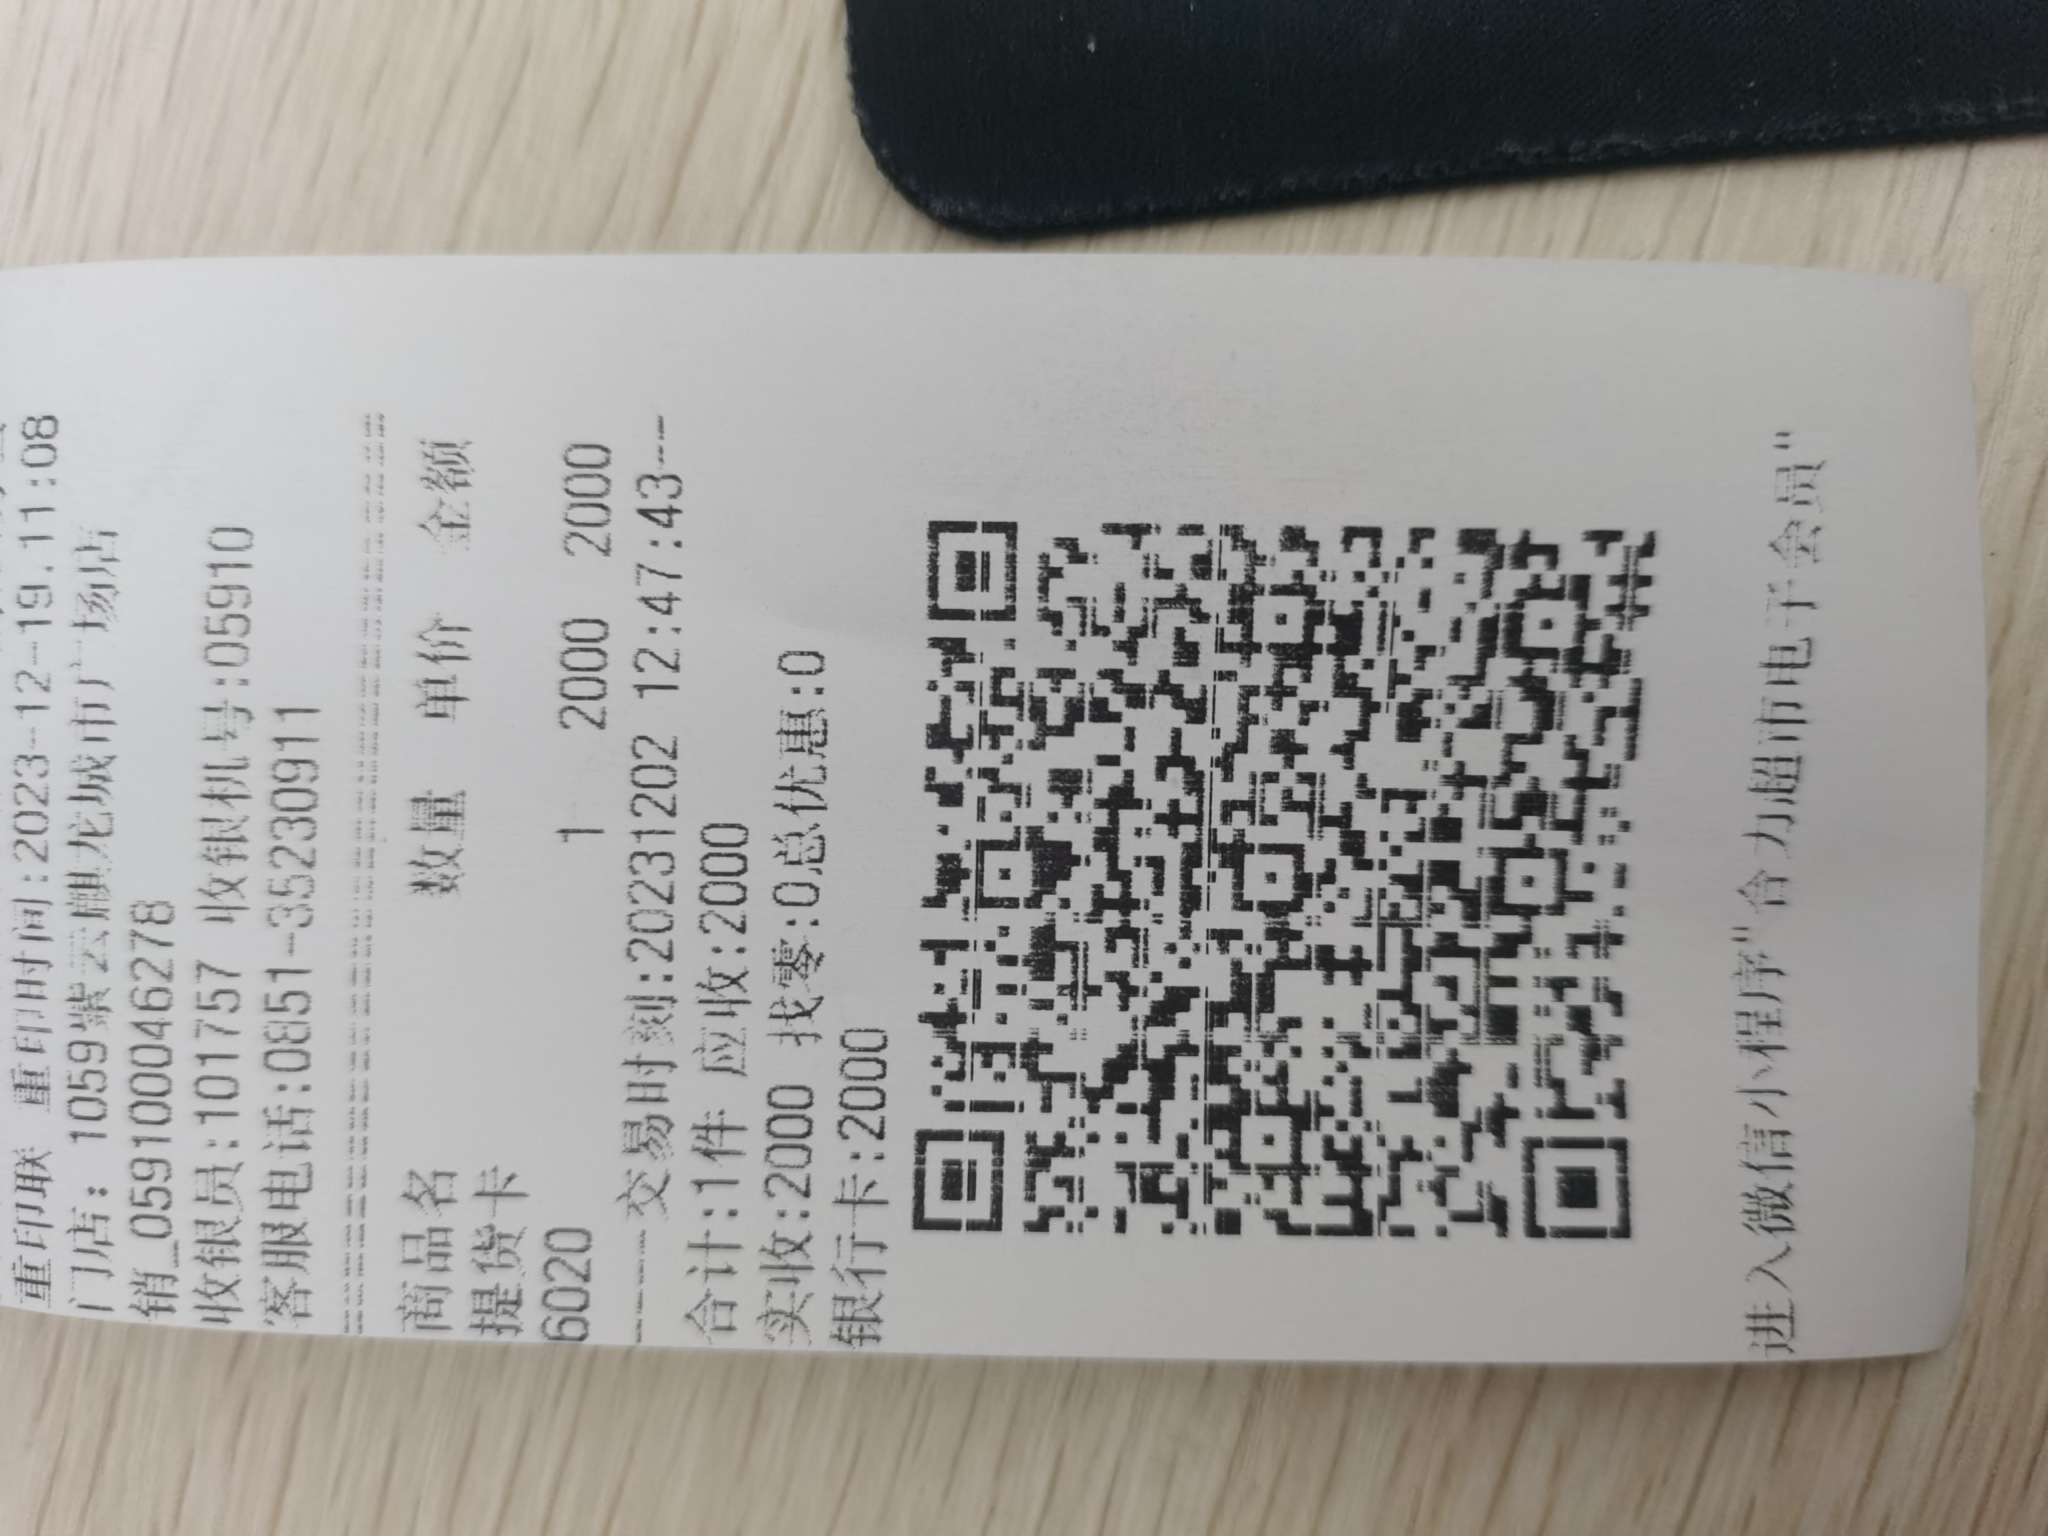 重印联 重印时间:2023-12-19.11:08
门店: 1059紫云麒龙城市广场店
销_059100046278
收银员:101757 收银机号:05910
客服电话:0851-35230911
商品名 数量 单价 金额
提货卡
6020 1 2000 2000
----交易时刻:20231202 12:47:43--
合计:1件 应收:2000
实收:2000 找零:0总优惠:0
银行卡:2000
进入微信小程序"合力超市电子会员"